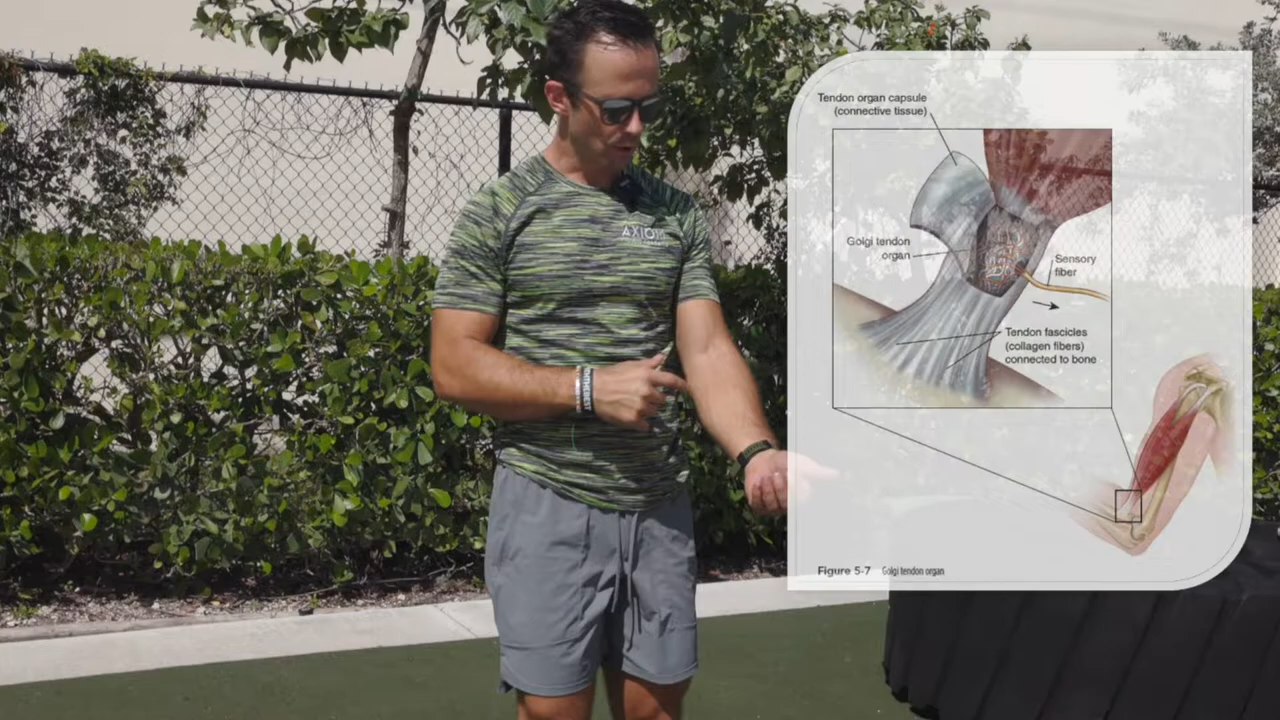 AXIOM
Tendon organ capsule
(connective tissue)
Golgi tendon
organ
Sensory
fiber
Tendon fascicles
(collagen fibers)
connected to bone
Figure 5-7 Golgi tendon organ